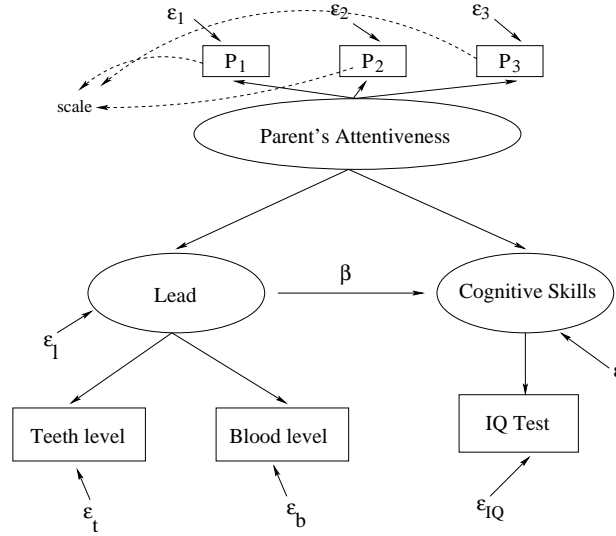 ε1 ε2 ε3
P1 P2 P3
scale
Parent's Attentiveness
β
Lead Cognitive Skills
εl ε
Teeth level Blood level IQ Test
εt εb εIQ